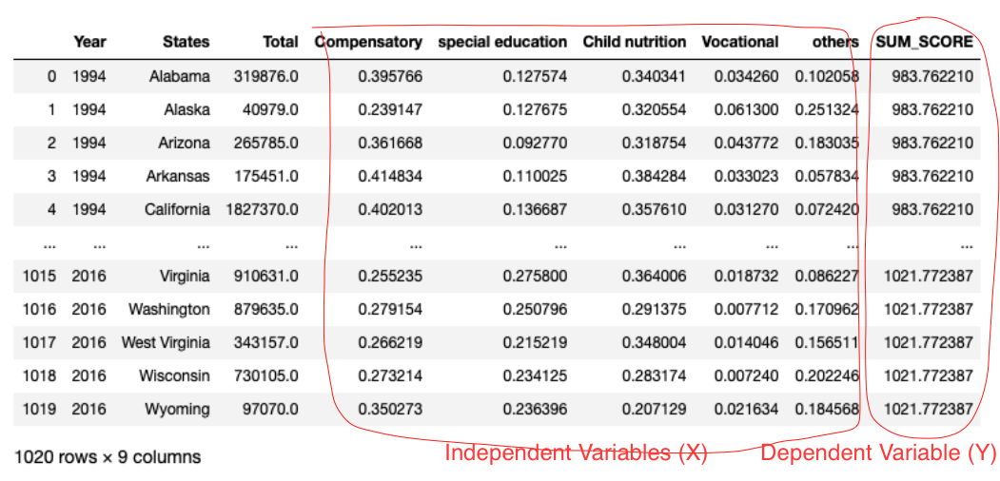 Year States Total Compensatory special education Child nutrition Vocational others SUM_SCORE
0 1994 Alabama 319876.0 0.395766 0.127574 0.340341 0.034260 0.102058 983.762210
1 1994 Alaska 40979.0 0.239147 0.127675 0.320554 0.061300 0.251324 983.762210
2 1994 Arizona 265785.0 0.361668 0.092770 0.318754 0.043772 0.183035 983.762210
3 1994 Arkansas 175451.0 0.414834 0.110025 0.384284 0.033023 0.057834 983.762210
4 1994 California 1827370.0 0.402013 0.136687 0.357610 0.031270 0.072420 983.762210
... ... ... ... ... ... ... ... ... ...
1015 2016 Virginia 910631.0 0.255235 0.275800 0.364006 0.018732 0.086227 1021.772387
1016 2016 Washington 879635.0 0.279154 0.250796 0.291375 0.007712 0.170962 1021.772387
1017 2016 West Virginia 343157.0 0.266219 0.215219 0.348004 0.014046 0.156511 1021.772387
1018 2016 Wisconsin 730105.0 0.273214 0.234125 0.283174 0.007240 0.202246 1021.772387
1019 2016 Wyoming 97070.0 0.350273 0.236396 0.207129 0.021634 0.184568 1021.772387
Independent Variables (X) Dependent Variable (Y)
1020 rows × 9 columns